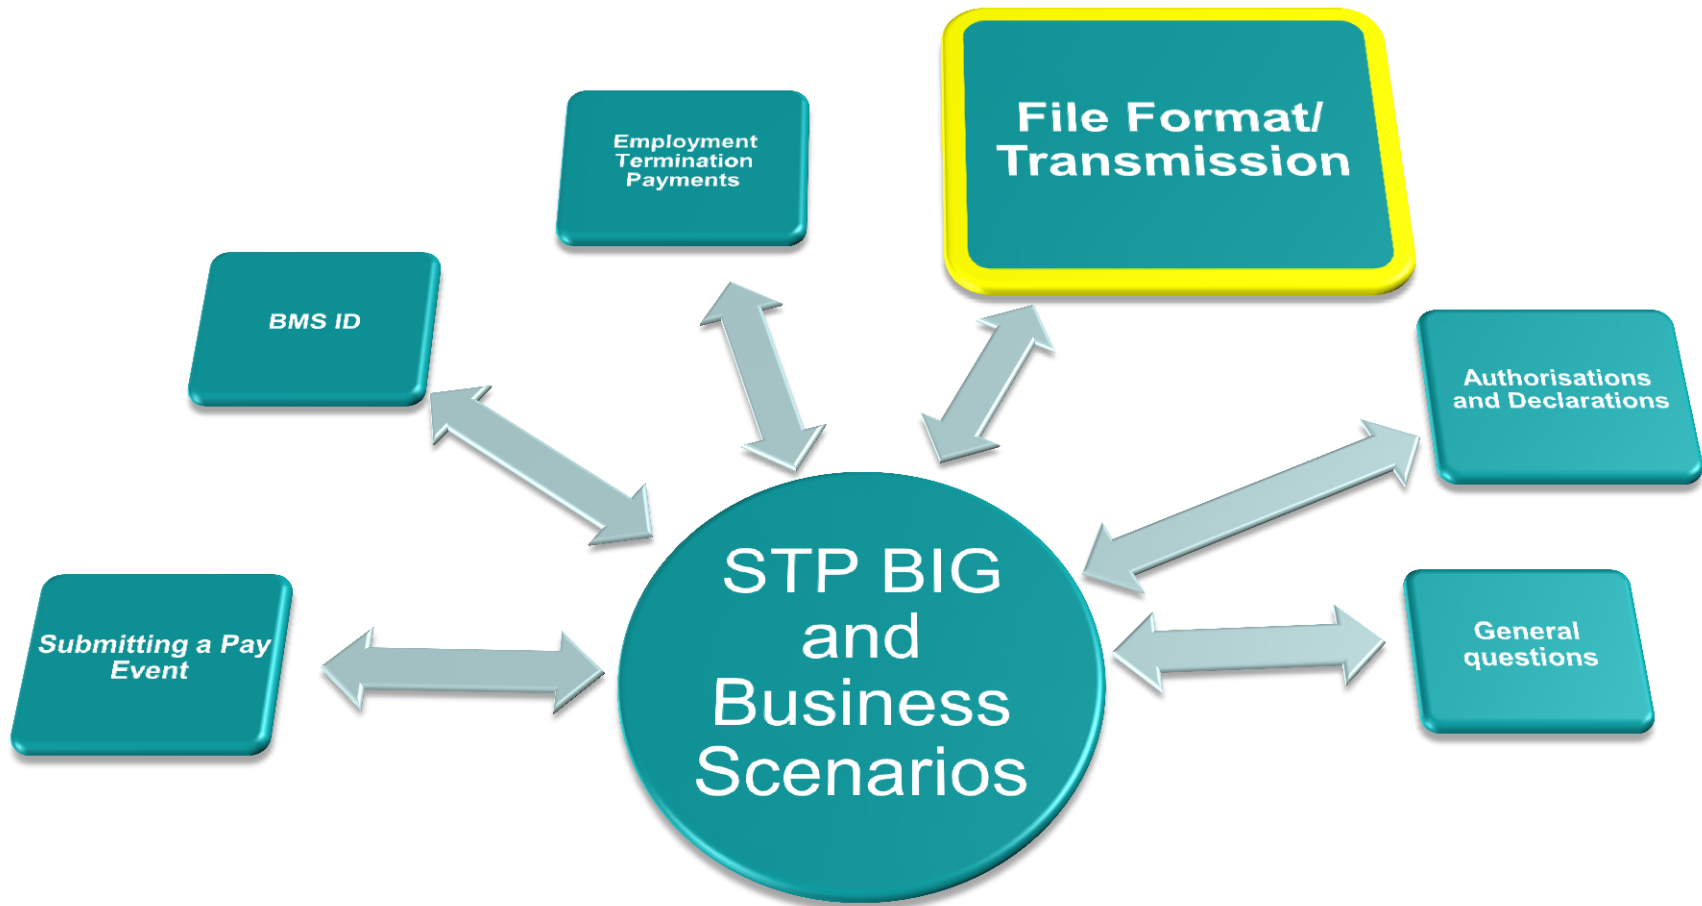 File Format/
Transmission
Employment
Termination
Payments
BMS ID
Authorisations
and Declarations
STP BIG
and
Business
Scenarios
Submitting a Pay
Event
General
questions